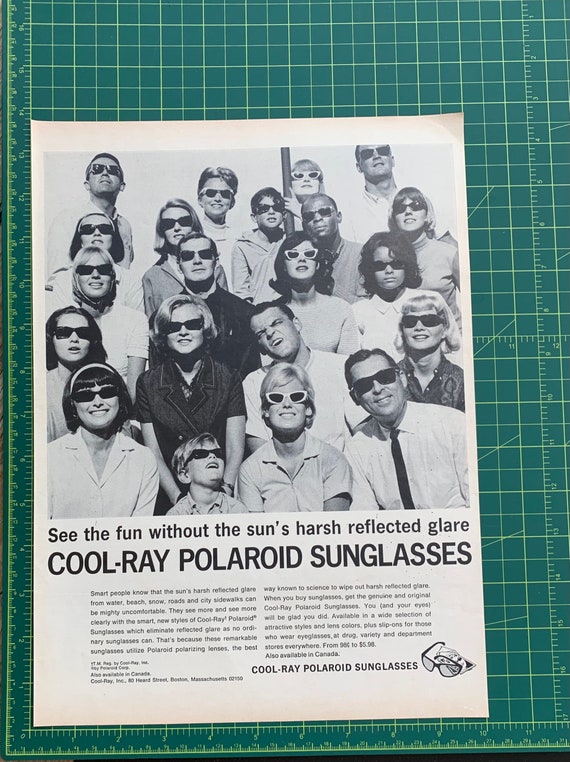 See the fun without the sun's harsh reflected glare
COOL-RAY POLAROID SUNGLASSES
Smart people know that the sun's harsh reflected glare
from water, beach, snow, roads and city sidewalks can
be mighty uncomfortable. They see more and see more
clearly with the smart, new styles of Cool-Ray† Polaroid®
Sunglasses which eliminate reflected glare as no ordi-
nary sunglasses can. That's because these remarkable
sunglasses utilize Polaroid polarizing lenses, the best
†T.M. Reg. by Cool-Ray, Inc.
®by Polaroid Corp.
Also available in Canada.
Cool-Ray, Inc., 80 Heard Street, Boston, Massachusetts 02150
way known to science to wipe out harsh reflected glare.
When you buy sunglasses, get the genuine and original
Cool-Ray Polaroid Sunglasses. You (and your eyes)
will be glad you did. Available in a wide selection of
attractive styles and lens colors, plus slip-ons for those
who wear eyeglasses, at drug, variety and department
stores everywhere. From 98¢ to $5.98.
Also available in Canada.
COOL-RAY POLAROID SUNGLASSES